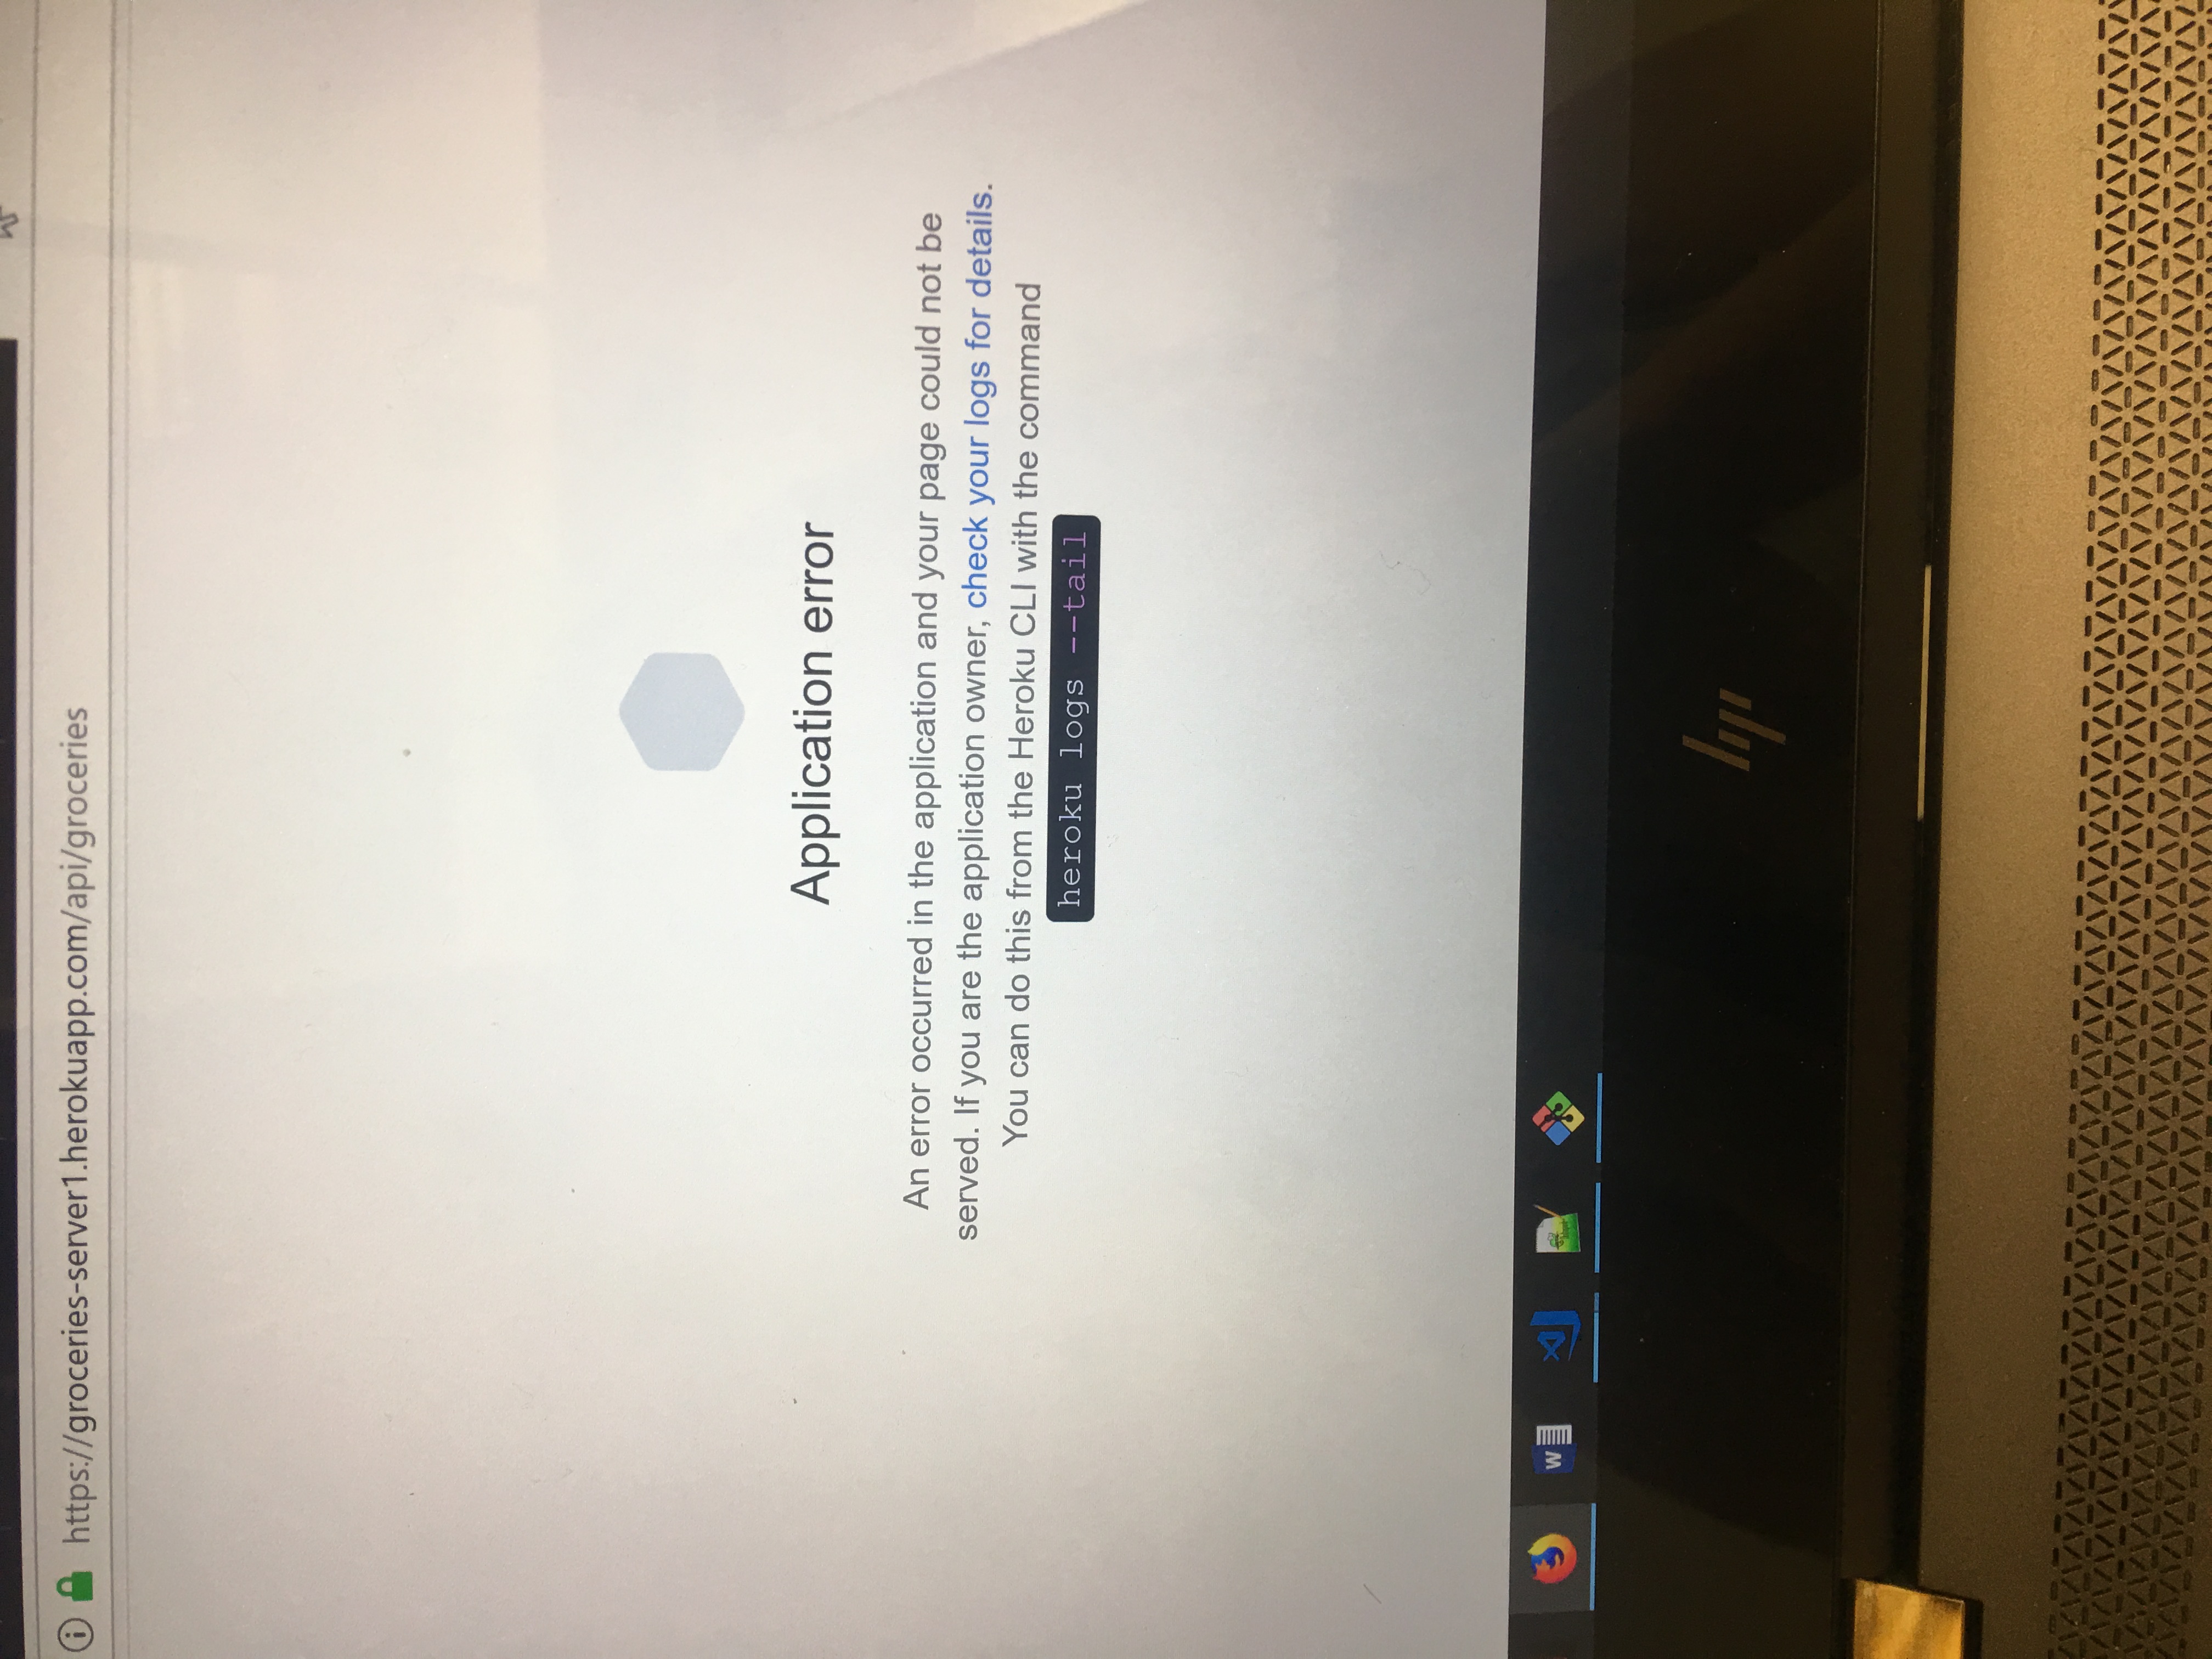 https://groceries-server1.herokuapp.com/api/groceries
Application error
An error occurred in the application and your page could not be
served. If you are the application owner, check your logs for details.
You can do this from the Heroku CLI with the command
heroku logs --tail
W
hp